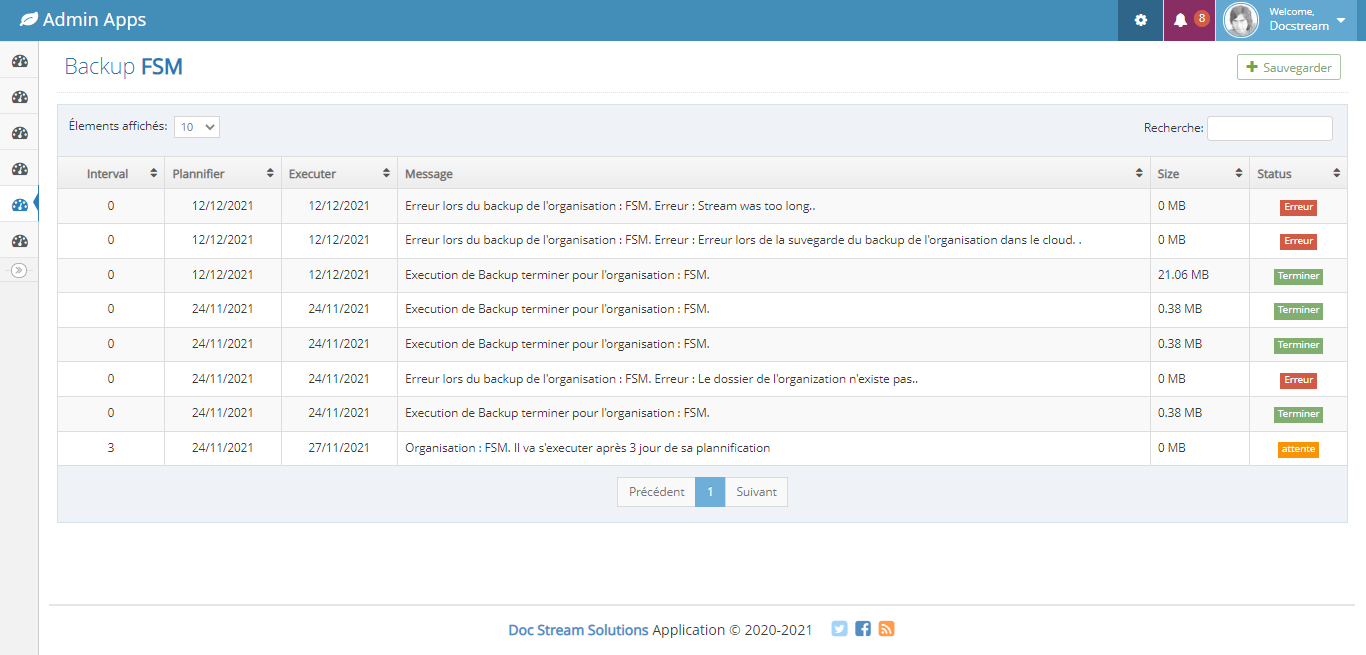 Admin Apps
8
Welcome,
Docstream
Backup FSM
Sauvegarder
Élements affichés: 10
Recherche:
Interval Plannifier Executer Message Size Status
0 12/12/2021 12/12/2021 Erreur lors du backup de l'organisation : FSM. Erreur : Stream was too long.. 0 MB Erreur
0 12/12/2021 12/12/2021 Erreur lors du backup de l'organisation : FSM. Erreur : Erreur lors de la suvegarde du backup de l'organisation dans le cloud. . 0 MB Erreur
0 12/12/2021 12/12/2021 Execution de Backup terminer pour l'organisation : FSM. 21.06 MB Terminer
0 24/11/2021 24/11/2021 Execution de Backup terminer pour l'organisation : FSM. 0.38 MB Terminer
0 24/11/2021 24/11/2021 Execution de Backup terminer pour l'organisation : FSM. 0.38 MB Terminer
0 24/11/2021 24/11/2021 Erreur lors du backup de l'organisation : FSM. Erreur : Le dossier de l'organization n'existe pas.. 0 MB Erreur
0 24/11/2021 24/11/2021 Execution de Backup terminer pour l'organisation : FSM. 0.38 MB Terminer
3 24/11/2021 27/11/2021 Organisation : FSM. Il va s'executer après 3 jour de sa plannification 0 MB attente
Précédent 1 Suivant
Doc Stream Solutions Application © 2020-2021